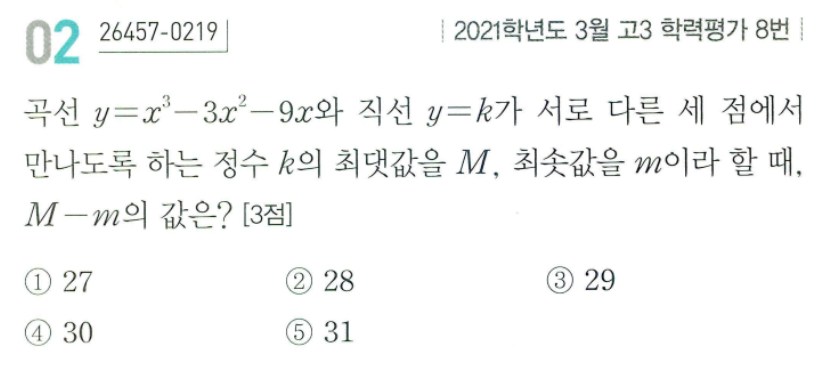 02 26457-0219 2021학년도 3월 고3 학력평가 8번
곡선 y=x³-3x²-9x와 직선 y=k가 서로 다른 세 점에서
만나도록 하는 정수 k의 최댓값을 M, 최솟값을 m이라 할 때,
M-m의 값은? [3점]
① 27 ② 28 ③ 29
④ 30 ⑤ 31